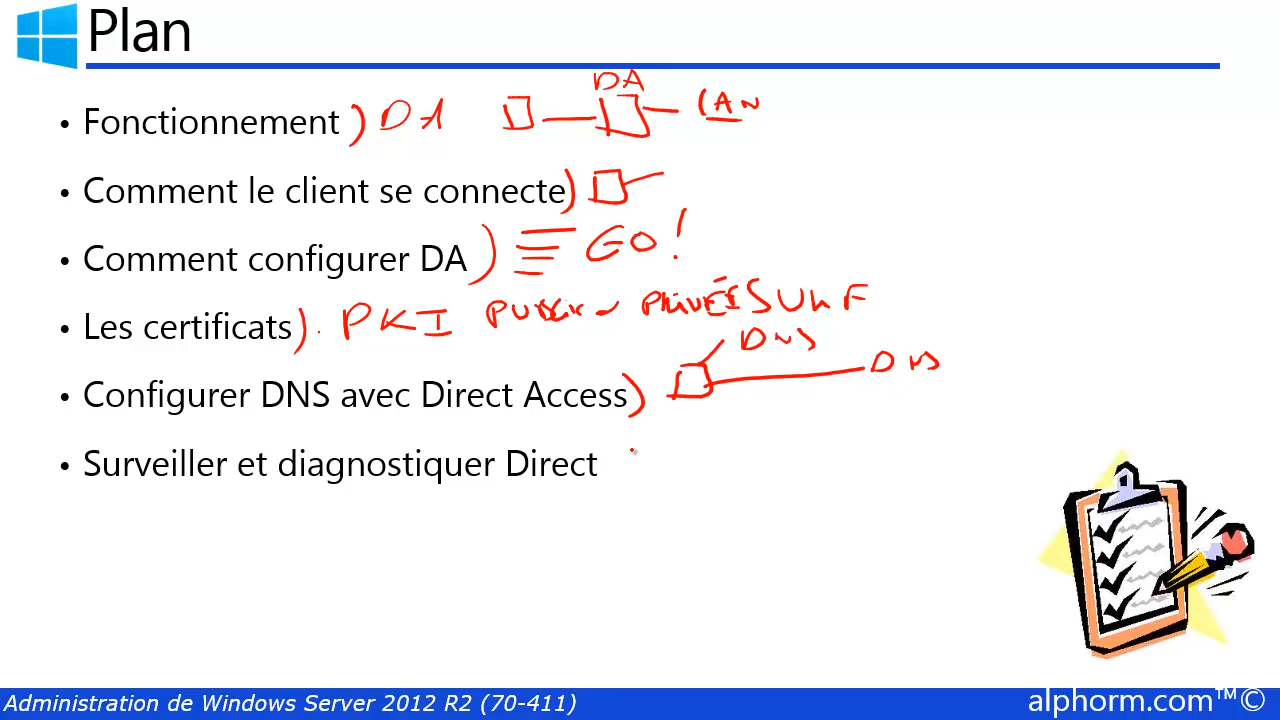 Plan
DA
• Fonctionnement ) DA LAN
• Comment le client se connecte )
• Comment configurer DA ) GO!
• Les certificats ) . PKI PRIVÉE
DNS
DNS
• Configurer DNS avec Direct Access )
• Surveiller et diagnostiquer Direct
Administration de Windows Server 2012 R2 (70-411) alphorm.com™©